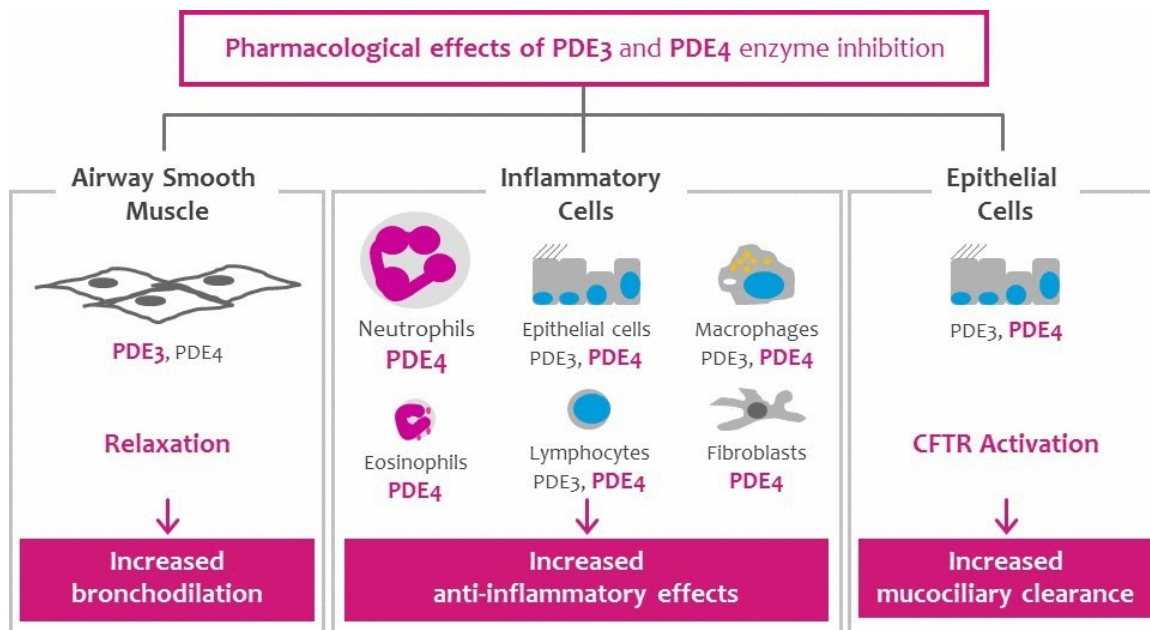 Pharmacological effects of PDE3 and PDE4 enzyme inhibition
Airway Smooth
Muscle
PDE3, PDE4
Relaxation
Increased
bronchodilation
Inflammatory
Cells
Neutrophils
PDE4
Epithelial cells
PDE3, PDE4
Macrophages
PDE3, PDE4
Eosinophils
PDE4
Lymphocytes
PDE3, PDE4
Fibroblasts
PDE4
Increased
anti-inflammatory effects
Epithelial
Cells
PDE3, PDE4
CFTR Activation
Increased
mucociliary clearance